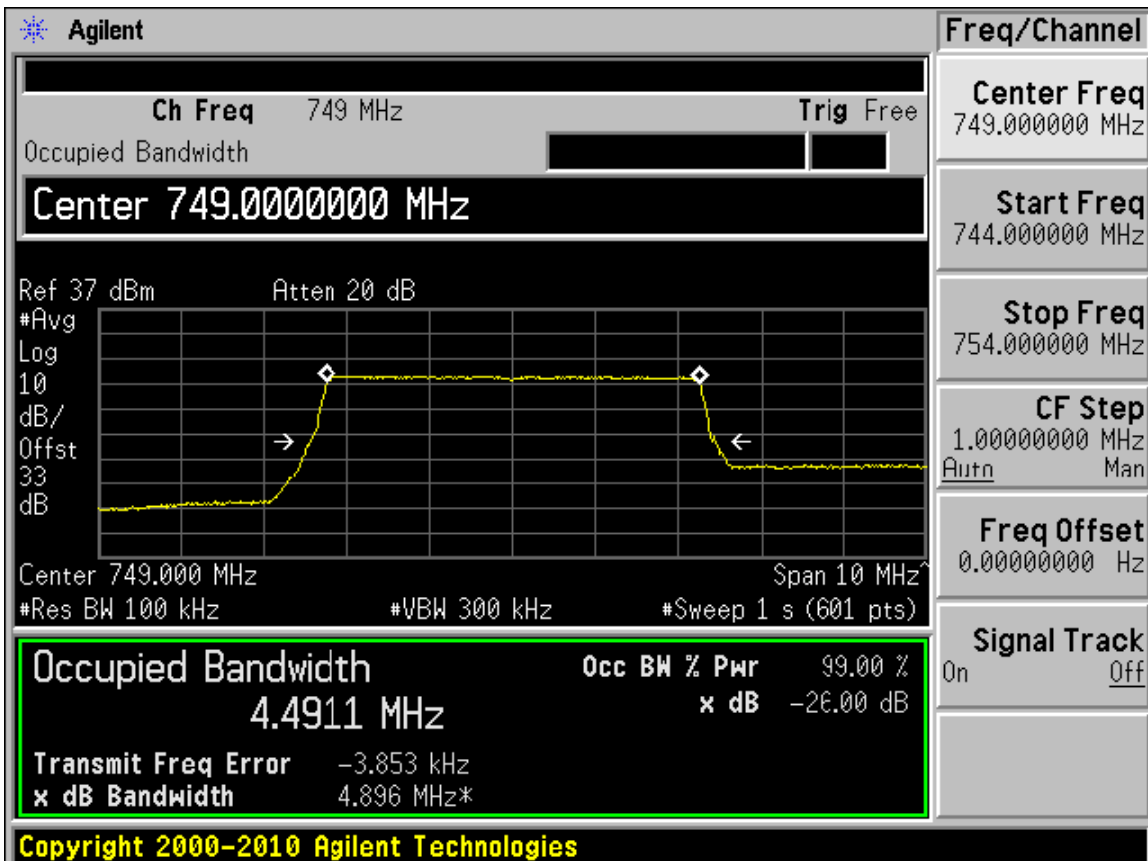 Agilent
Freq/Channel
Ch Freq 749 MHz Trig Free
Occupied Bandwidth
Center 749.0000000 MHz
Ref 37 dBm Atten 20 dB
#Avg
Log
10
dB/
Offst
33
dB
Center 749.000 MHz Span 10 MHz^
#Res BW 100 kHz #VBW 300 kHz #Sweep 1 s (601 pts)
Occupied Bandwidth
4.4911 MHz
Occ BW % Pwr 99.00 %
x dB -26.00 dB
Transmit Freq Error -3.853 kHz
x dB Bandwidth 4.896 MHz*
Center Freq
749.000000 MHz
Start Freq
744.000000 MHz
Stop Freq
754.000000 MHz
CF Step
1.00000000 MHz
Auto Man
Freq Offset
0.00000000 Hz
Signal Track
On Off
Copyright 2000-2010 Agilent Technologies